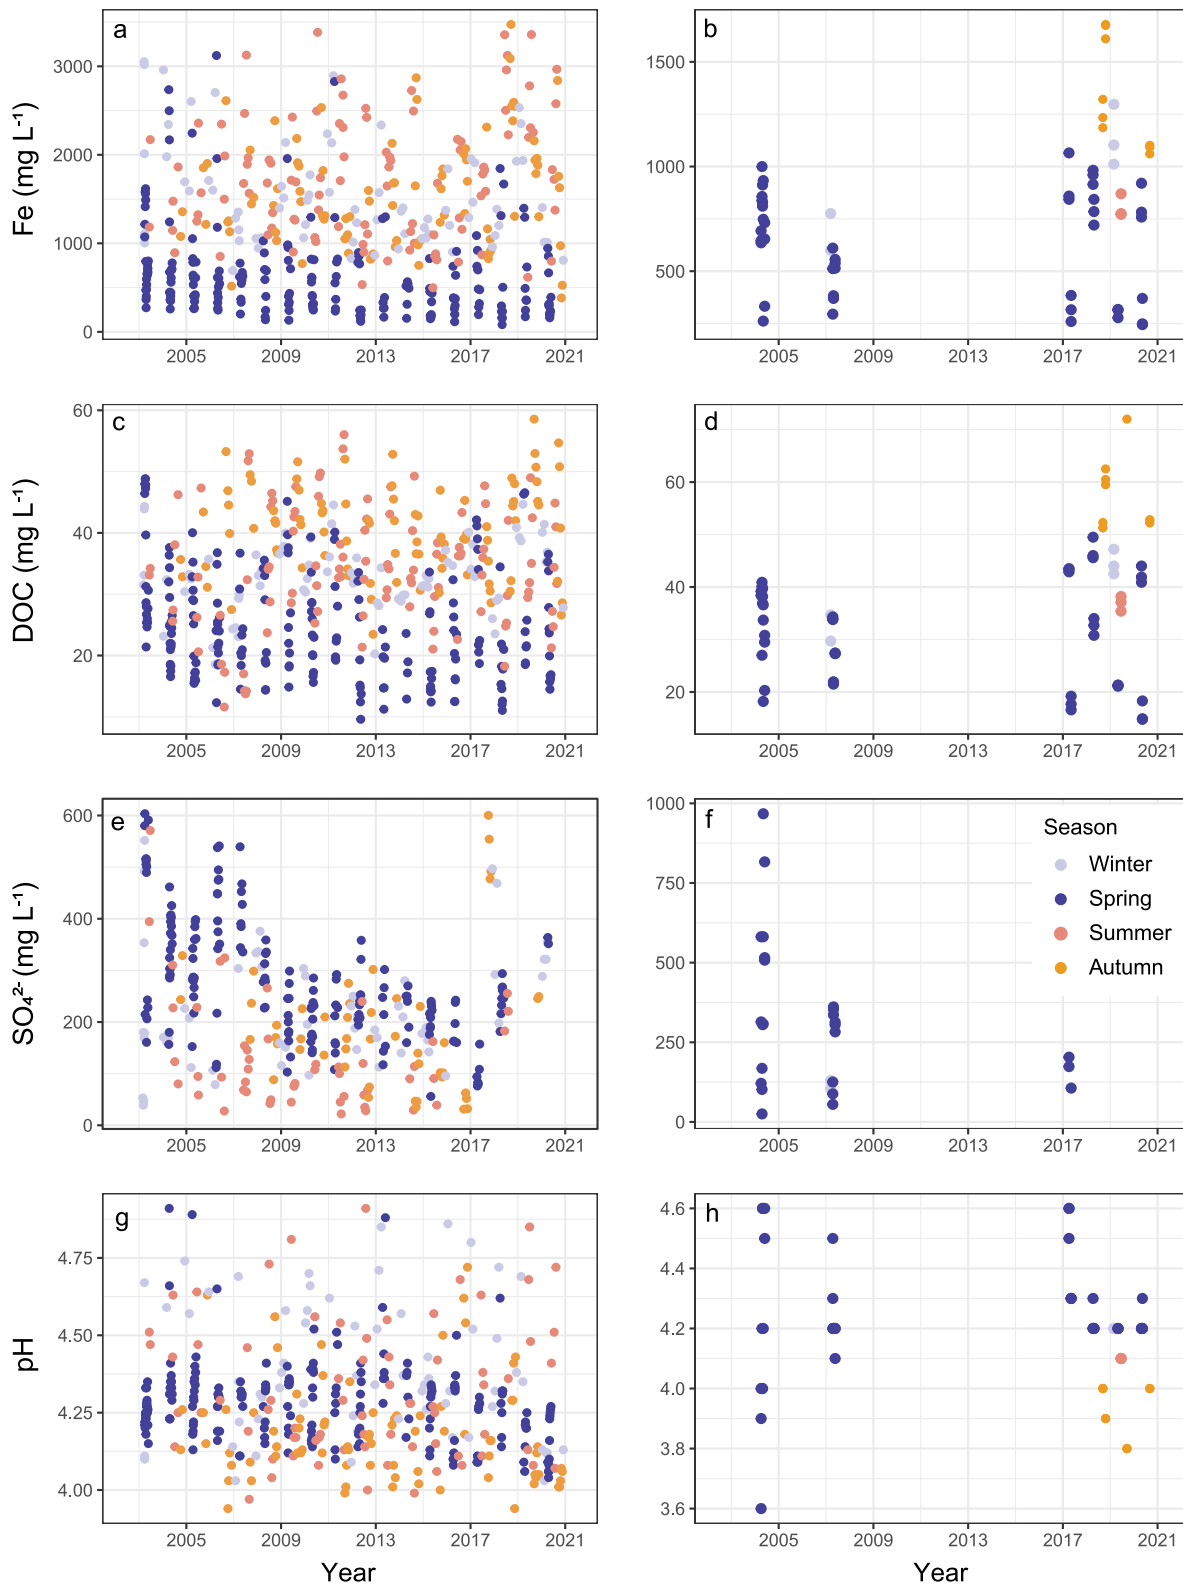 a
b
Fe (mg L⁻¹)
3000
2000
1000
0
1500
1000
500
2005 2009 2013 2017 2021
2005 2009 2013 2017 2021
c
d
DOC (mg L⁻¹)
60
40
20
60
40
20
2005 2009 2013 2017 2021
2005 2009 2013 2017 2021
e
f
SO₄²⁻ (mg L⁻¹)
600
400
200
0
1000
750
500
250
0
Season
Winter
Spring
Summer
Autumn
2005 2009 2013 2017 2021
2005 2009 2013 2017 2021
g
h
pH
4.75
4.50
4.25
4.00
4.6
4.4
4.2
4.0
3.8
3.6
2005 2009 2013 2017 2021
2005 2009 2013 2017 2021
Year
Year